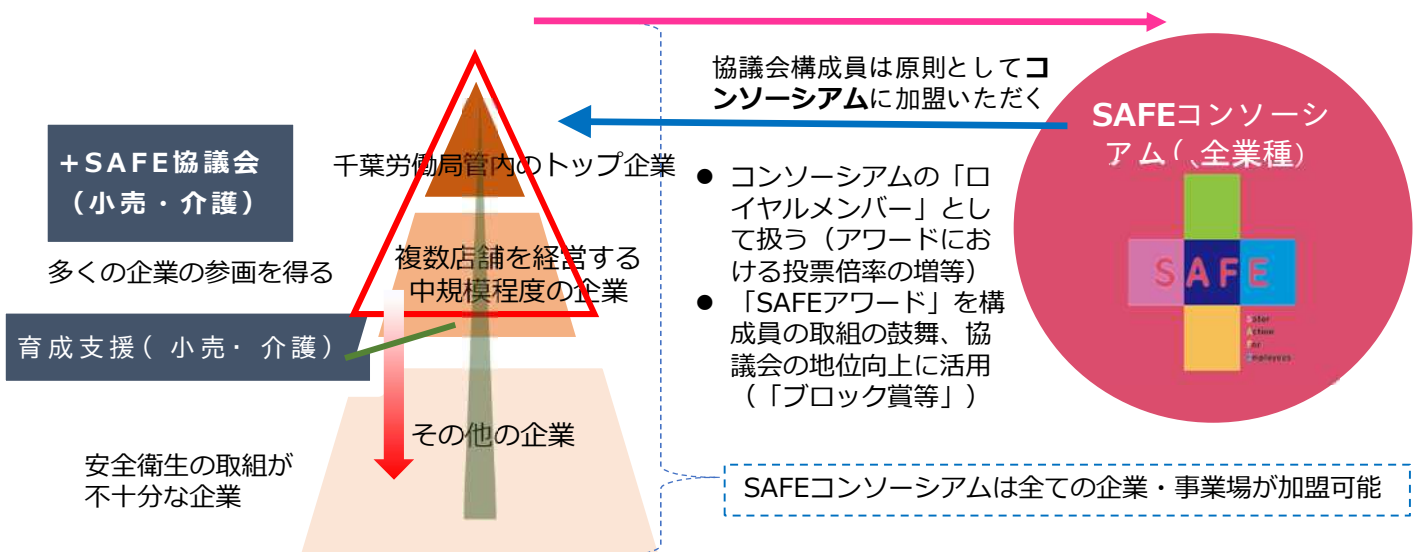 協議会構成員は原則としてコ
ンソーシアムに加盟いただく
SAFEコンソーシ
アム(、全業種)
+SAFE協議会
(小売・介護)
千葉労働局管内のトップ企業
多くの企業の参画を得る
複数店舗を経営する
中規模程度の企業
● コンソーシアムの「ロ
イヤルメンバー」とし
て扱う（アワードにお
ける投票倍率の増等）
● 「SAFEアワード」を構
成員の取組の鼓舞、協
議会の地位向上に活用
（「ブロック賞等」）
SAFE
Safer
Action
For
Employees
育成支援( 小売・ 介護)
その他の企業
安全衛生の取組が
不十分な企業
SAFEコンソーシアムは全ての企業・事業場が加盟可能